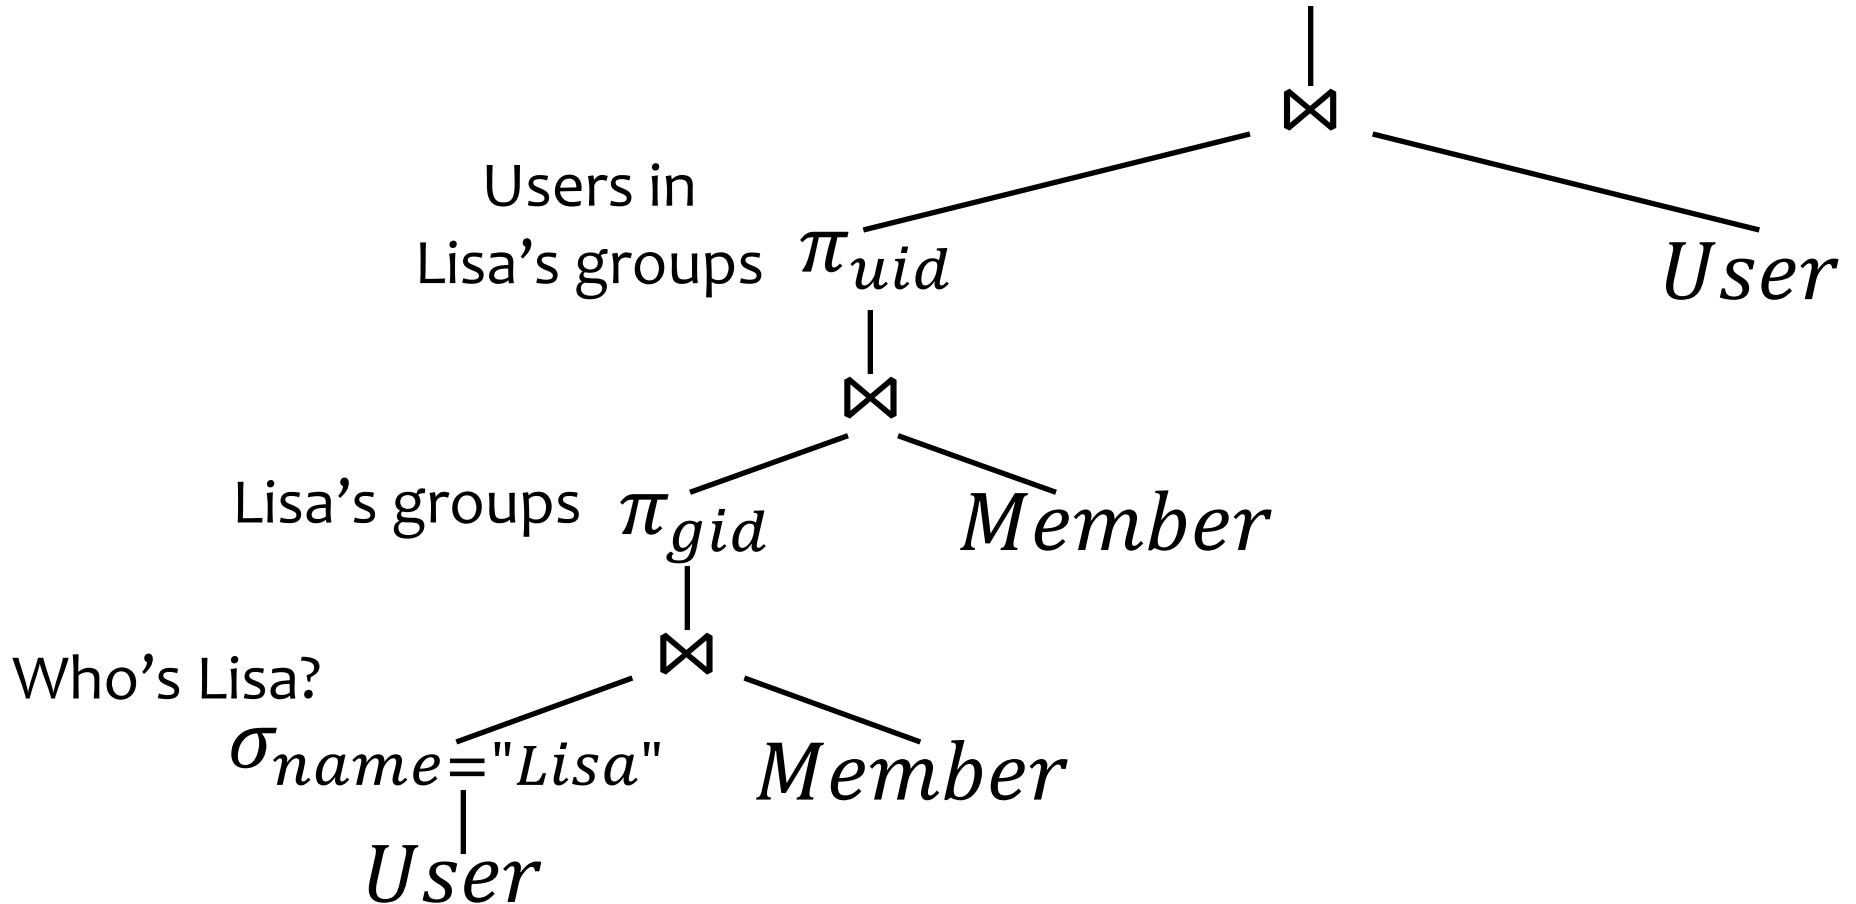 ⋈
Users in
Lisa’s groups π_uid
User
⋈
Lisa’s groups π_gid
Member
⋈
Who’s Lisa?
σ_name="Lisa"
Member
User